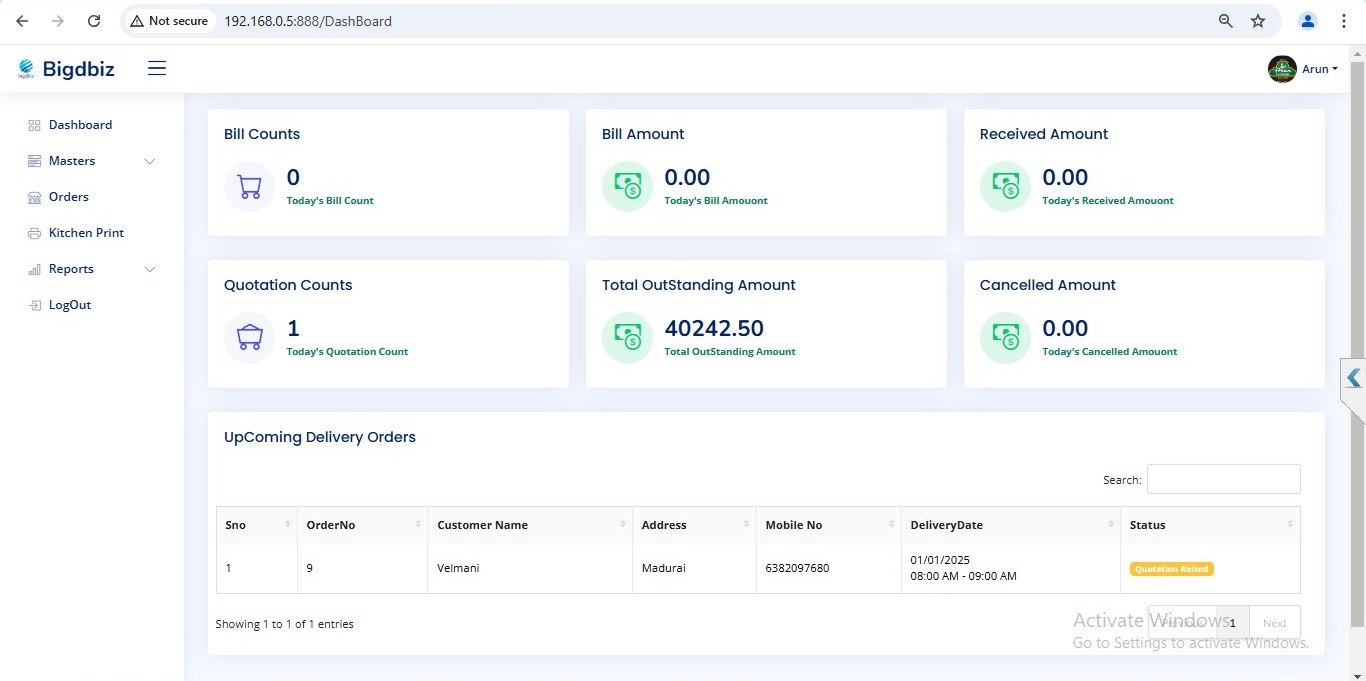 Not secure 192.168.0.5:888/DashBoard
Bigdbiz
Arun
Dashboard
Masters
Orders
Kitchen Print
Reports
LogOut
Bill Counts
0
Today's Bill Count
Bill Amount
0.00
Today's Bill Amouont
Received Amount
0.00
Today's Received Amouont
Quotation Counts
1
Today's Quotation Count
Total OutStanding Amount
40242.50
Total OutStanding Amount
Cancelled Amount
0.00
Today's Cancelled Amouont
UpComing Delivery Orders
Search:
Sno OrderNo Customer Name Address Mobile No DeliveryDate Status
1 9 Velmani Madurai 6382097680 01/01/2025
08:00 AM - 09:00 AM
Quotation Raised
Showing 1 to 1 of 1 entries
Previous 1 Next
Activate Windows
Go to Settings to activate Windows.